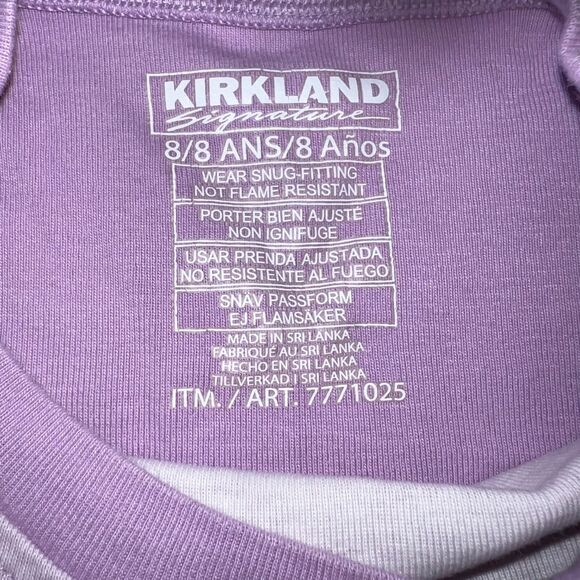 KIRKLAND
Signature
8/8 ANS/8 Años
WEAR SNUG-FITTING
NOT FLAME RESISTANT
PORTER BIEN AJUSTÉ
NON IGNIFUGE
USAR PRENDA AJUSTADA
NO RESISTENTE AL FUEGO
SNÄV PASSFORM
EJ FLAMSÄKER
MADE IN SRI LANKA
FABRIQUÉ AU SRI LANKA
HECHO EN SRI LANKA
TILLVERKAD I SRI LANKA
ITM. / ART. 7771025